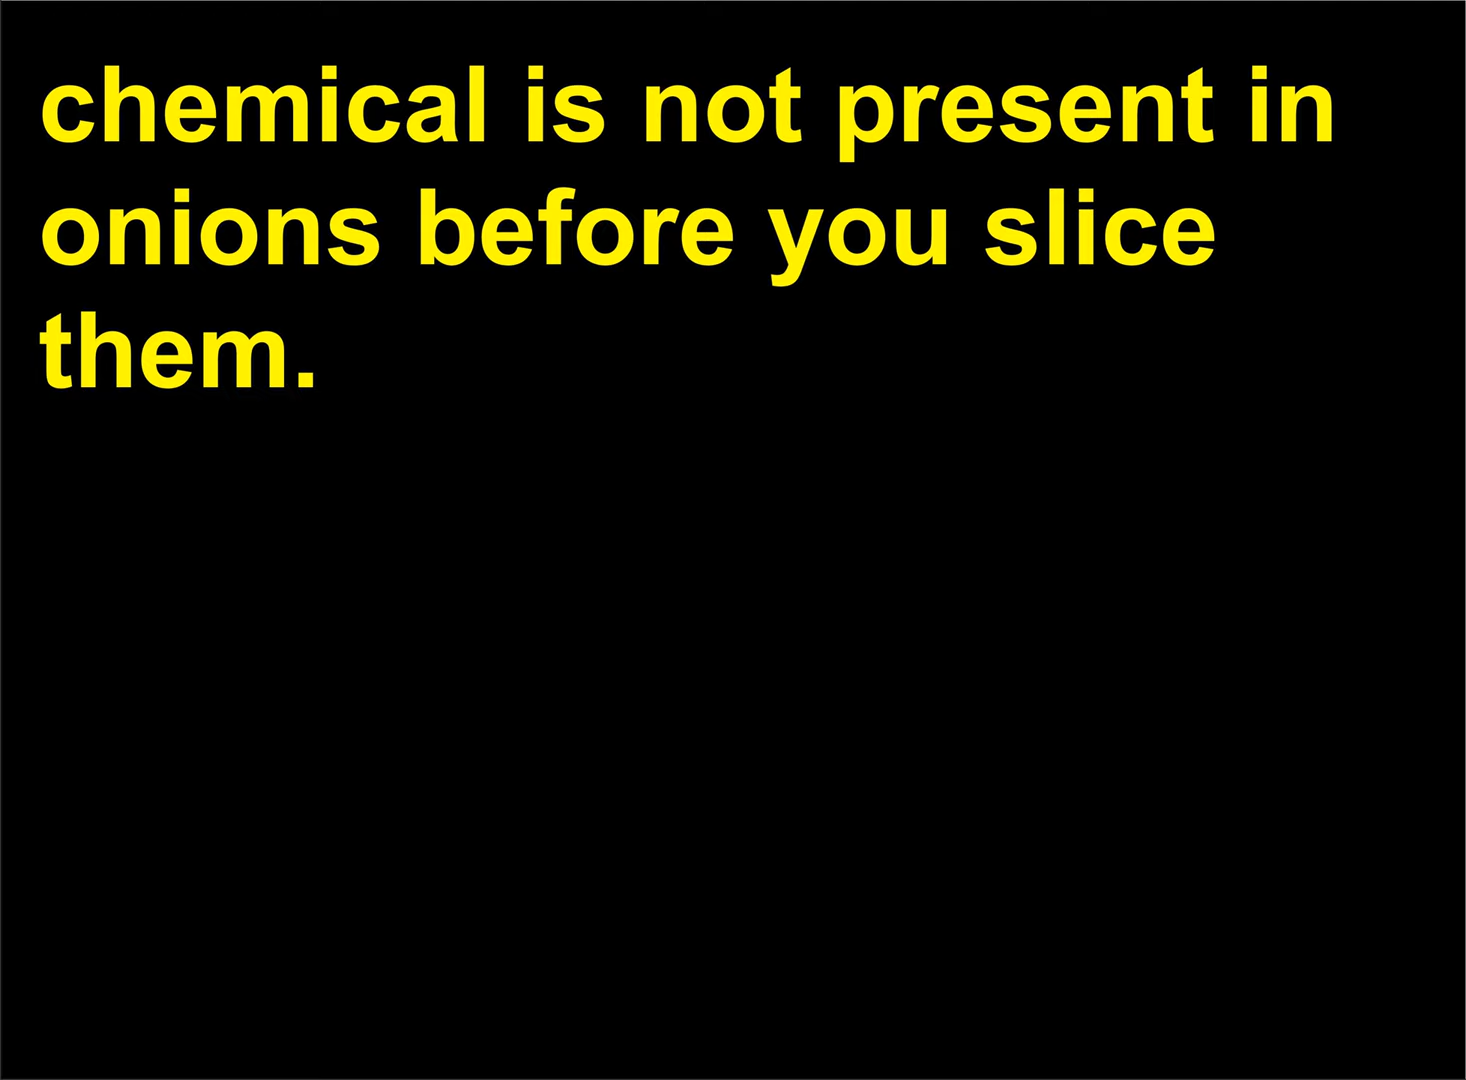 chemical is not present in
onions before you slice
them.